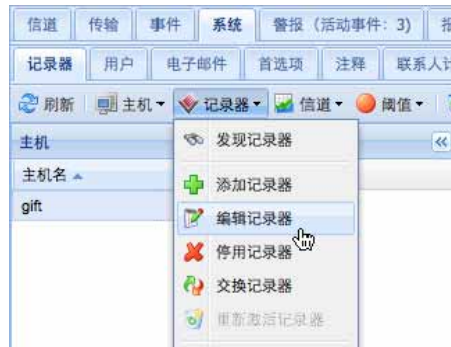 信道 传输 事件 系统 警报（活动事件：3）
记录器 用户 电子邮件 首选项 注释
刷新 主机 记录器 信道 阈值
主机
主机名
gift
发现记录器
添加记录器
编辑记录器
停用记录器
交换记录器
重新激活记录器